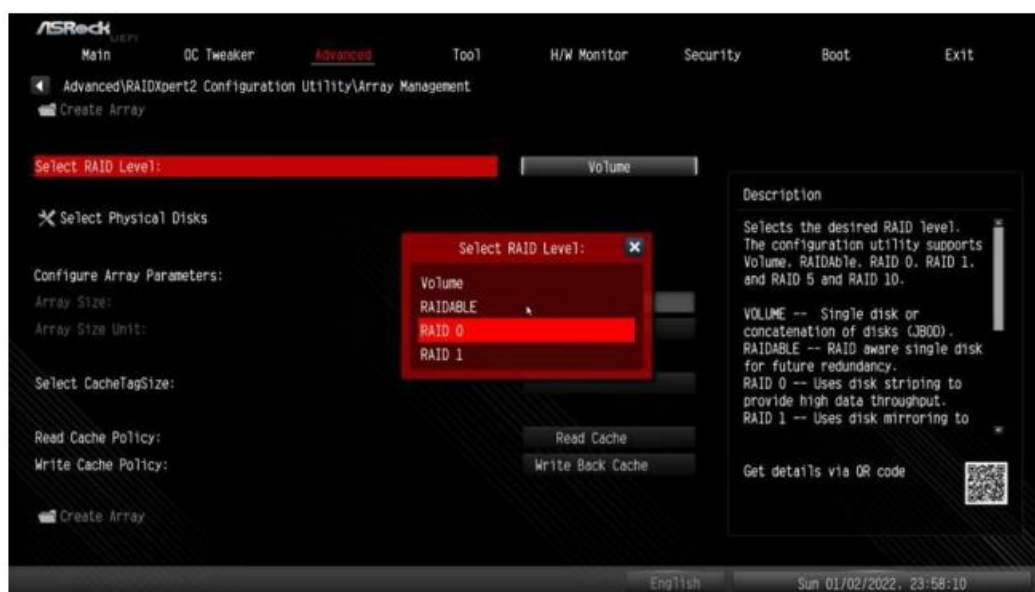 ASRock
UEFI
Main OC Tweaker Advanced Tool H/W Monitor Security Boot Exit
Advanced\RAIDXpert2 Configuration Utility\Array Management
Create Array
Select RAID Level: Volume
Select Physical Disks
Configure Array Parameters:
Array Size:
Array Size Unit:
Select CacheTagSize:
Read Cache Policy: Read Cache
Write Cache Policy: Write Back Cache
Create Array
Select RAID Level:
Volume
RAIDABLE
RAID 0
RAID 1
Description
Selects the desired RAID level.
The configuration utility supports
Volume, RAIDAble, RAID 0, RAID 1,
and RAID 5 and RAID 10.
VOLUME -- Single disk or
concatenation of disks (JBOD).
RAIDABLE -- RAID aware single disk
for future redundancy.
RAID 0 -- Uses disk striping to
provide high data throughput.
RAID 1 -- Uses disk mirroring to
Get details via QR code
English Sun 01/02/2022, 23:58:10